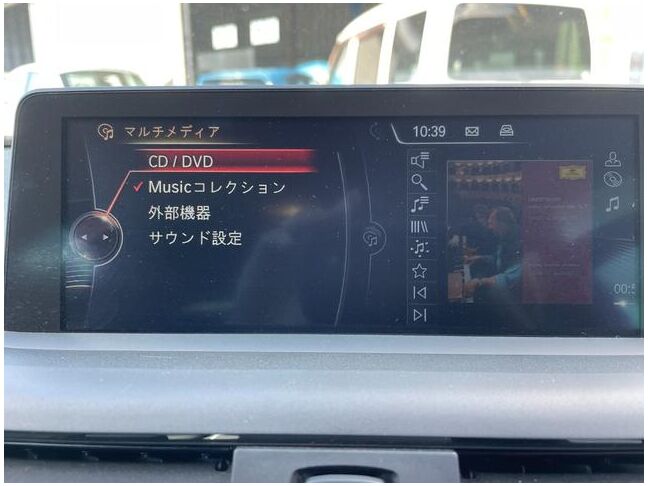 マルチメディア
10:39
CD / DVD
Musicコレクション
外部機器
サウンド設定